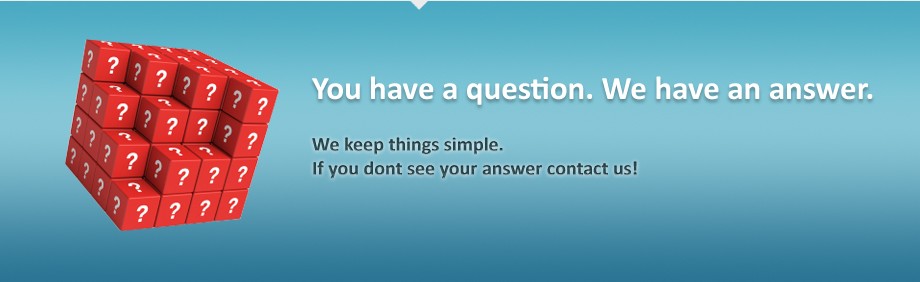 You have a question. We have an answer.
We keep things simple.
If you dont see your answer contact us!